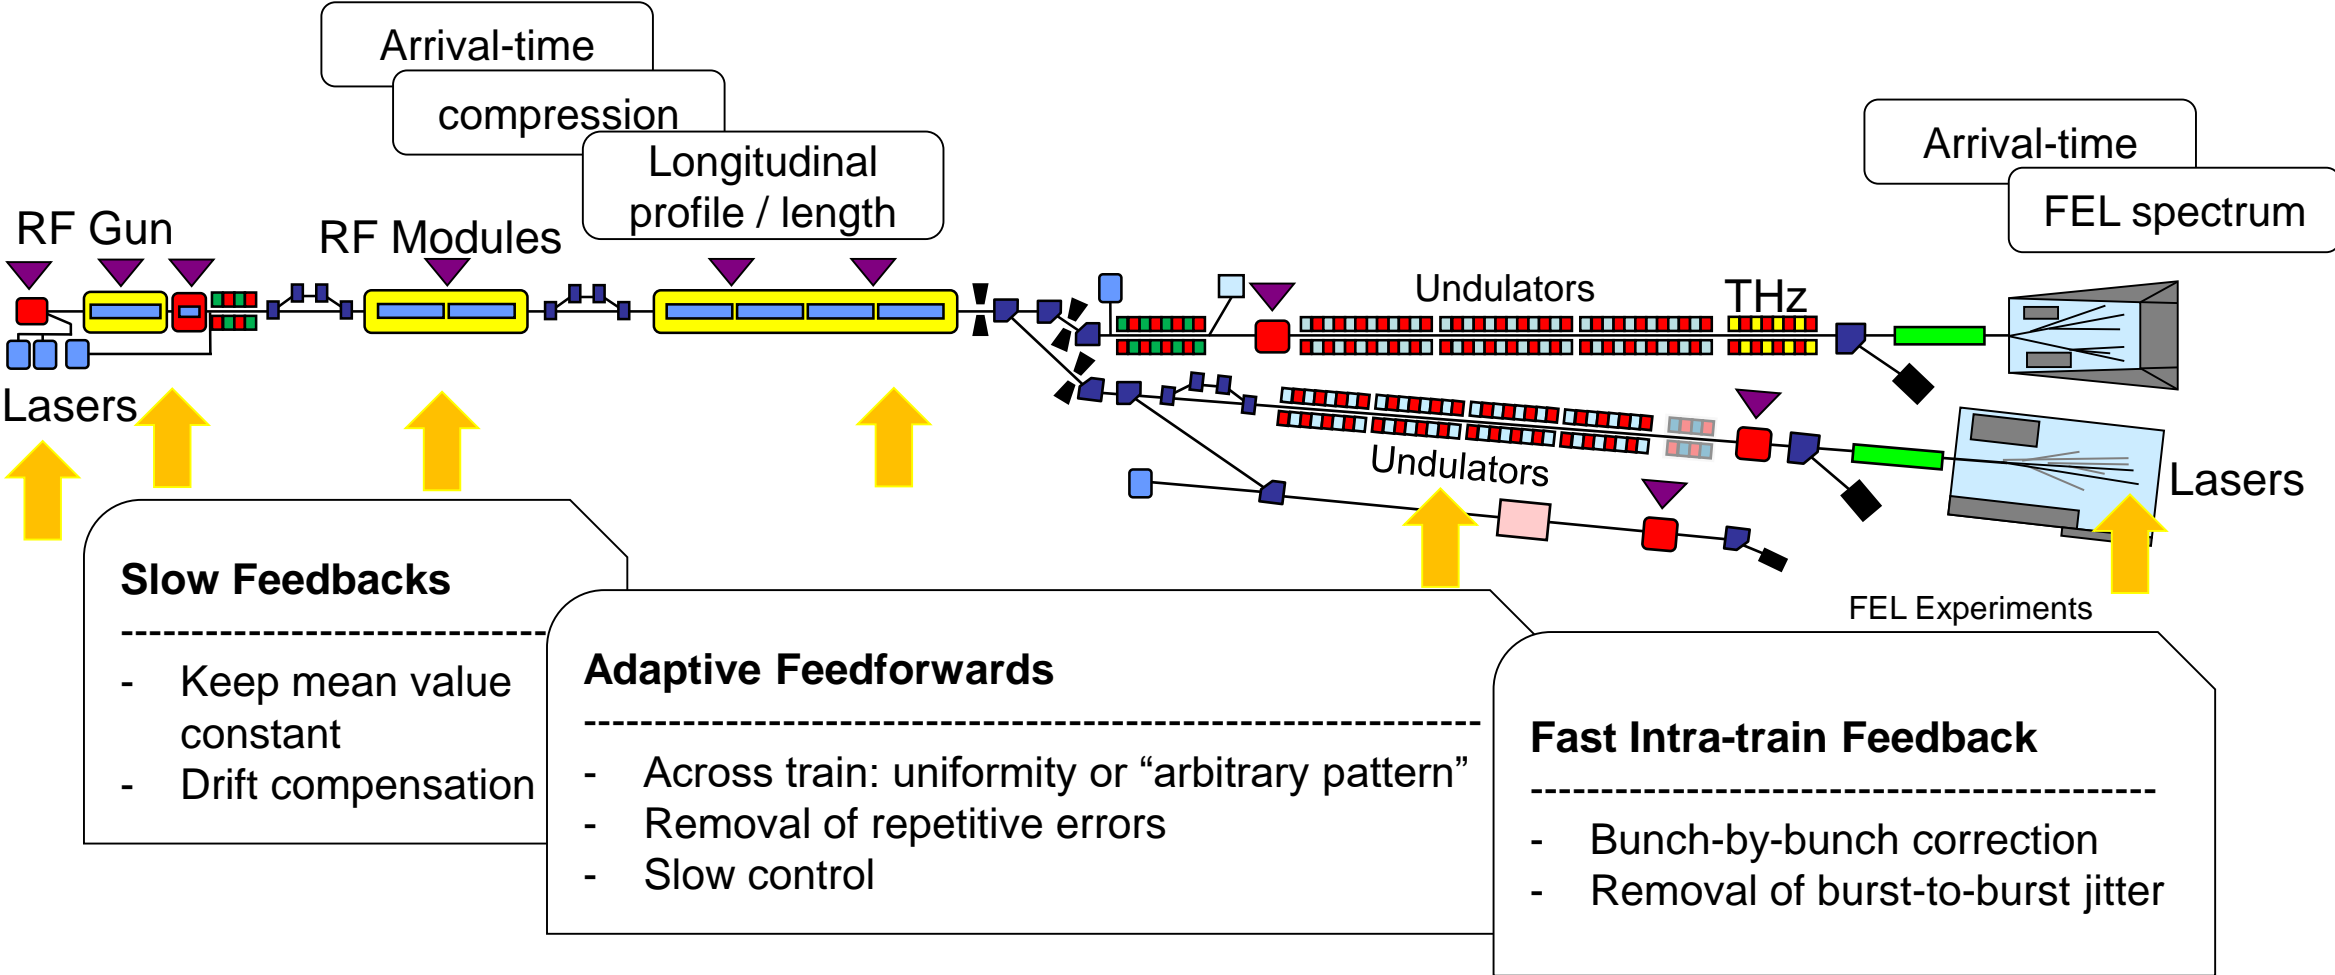 Arrival-time
compression
Longitudinal
profile / length
Arrival-time
FEL spectrum
RF Gun
RF Modules
Undulators
THz
Lasers
Undulators
Lasers
FEL Experiments
Slow Feedbacks
------------------------------
- Keep mean value
constant
- Drift compensation
Adaptive Feedforwards
----------------------------------------------------------------
- Across train: uniformity or “arbitrary pattern”
- Removal of repetitive errors
- Slow control
Fast Intra-train Feedback
--------------------------------------------
- Bunch-by-bunch correction
- Removal of burst-to-burst jitter